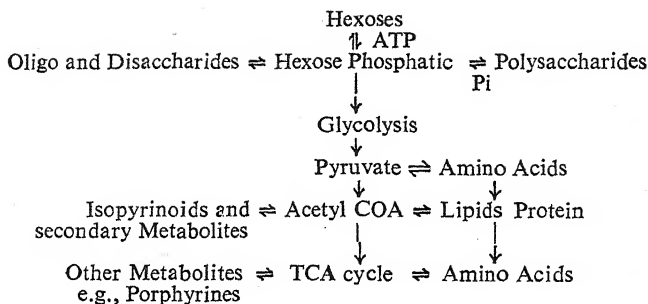 Hexoses
⇌ ATP
Oligo and Disaccharides ⇌ Hexose Phosphatic ⇌ Polysaccharides
Pi
Glycolysis
Pyruvate ⇌ Amino Acids
Isopyrinoids and ⇌ Acetyl COA ⇌ Lipids Protein
secondary Metabolites
Other Metabolites ⇌ TCA cycle ⇌ Amino Acids
e.g., Porphyrines